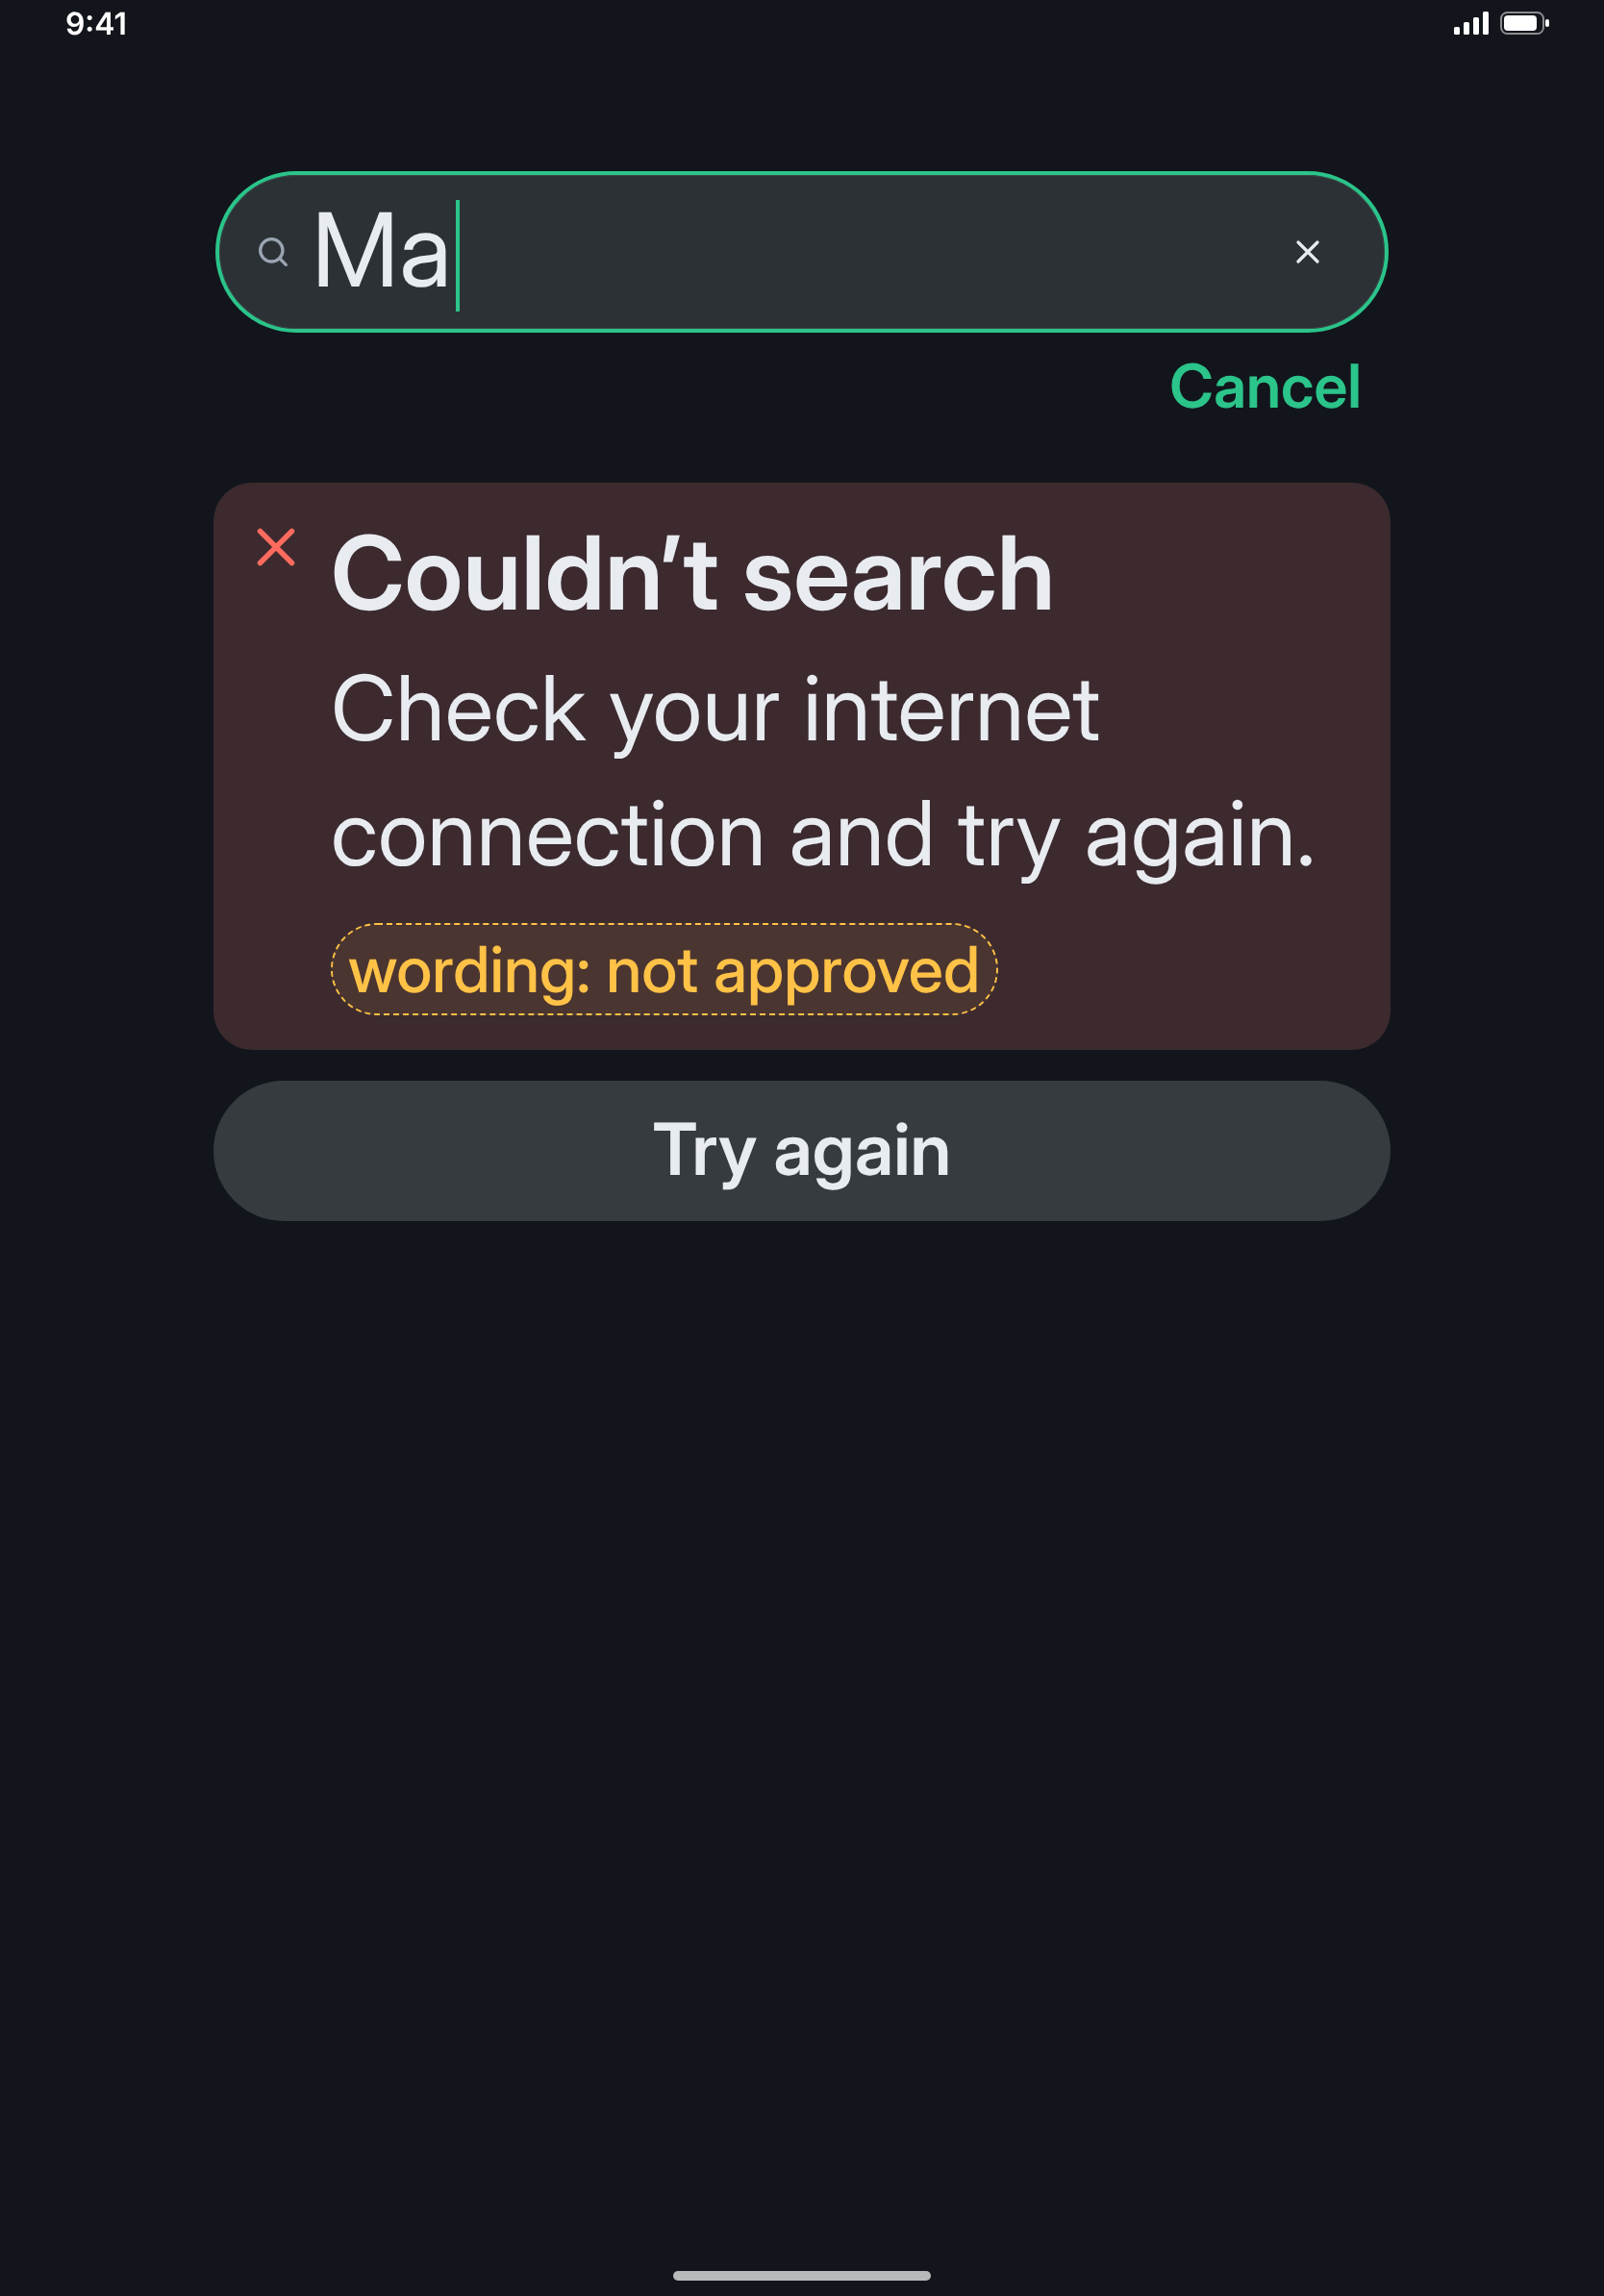 9:41
Ma
Cancel
Couldn’t search
Check your internet
connection and try again.
wording: not approved
Try again